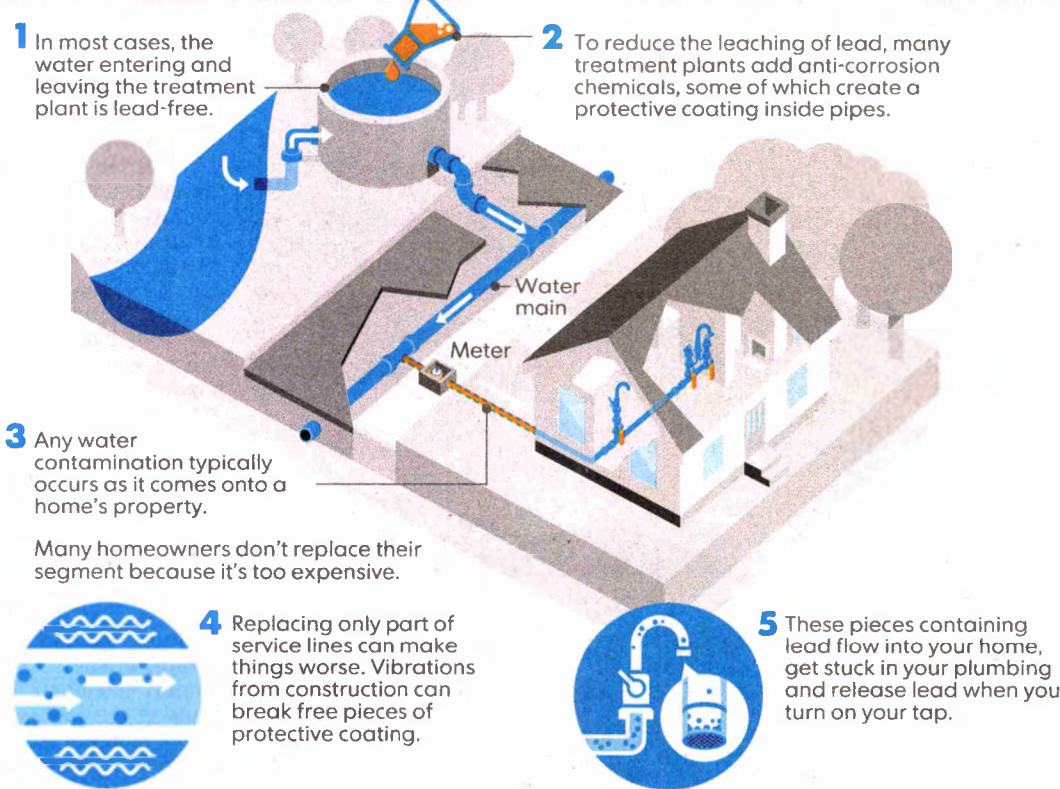 1 In most cases, the
water entering and
leaving the treatment
plant is lead-free.
2 To reduce the leaching of lead, many
treatment plants add anti-corrosion
chemicals, some of which create a
protective coating inside pipes.
Water
main
Meter
3 Any water
contamination typically
occurs as it comes onto a
home's property.
Many homeowners don't replace their
segment because it's too expensive.
4 Replacing only part of
service lines can make
things worse. Vibrations
from construction can
break free pieces of
protective coating.
5 These pieces containing
lead flow into your home,
get stuck in your plumbing
and release lead when you
turn on your tap.